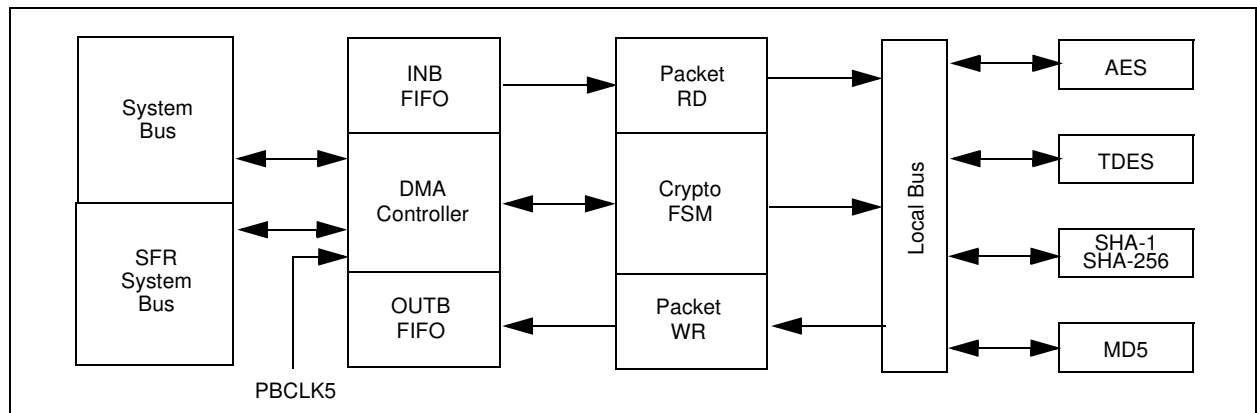 System
Bus
SFR
System
Bus
INB
FIFO
DMA
Controller
OUTB
FIFO
PBCLK5
Packet
RD
Crypto
FSM
Packet
WR
Local Bus
AES
TDES
SHA-1
SHA-256
MD5